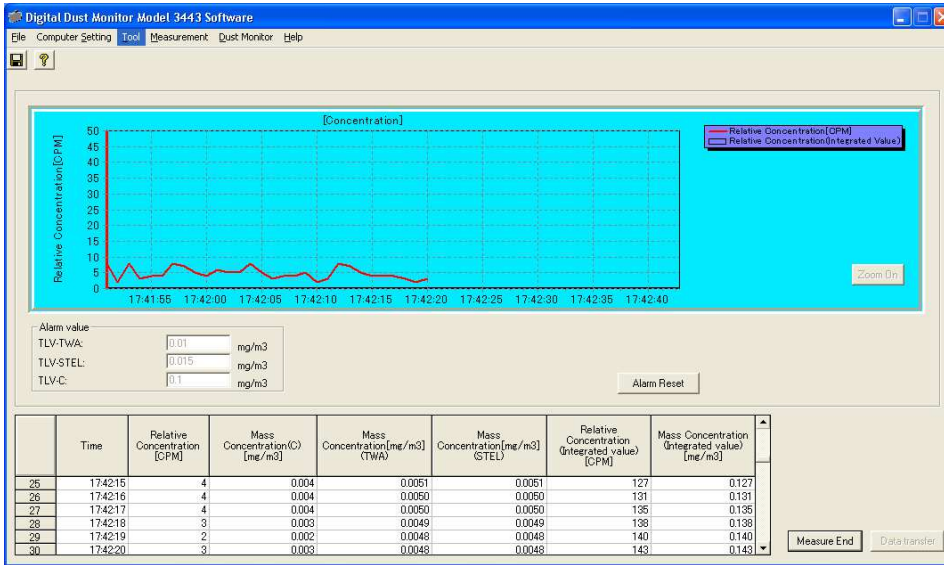 Digital Dust Monitor Model 3443 Software
File Computer Setting Tool Measurement Dust Monitor Help
[Concentration]
Relative Concentration[CPM]
50
45
40
35
30
25
20
15
10
5
0
17:41:55 17:42:00 17:42:05 17:42:10 17:42:15 17:42:20 17:42:25 17:42:30 17:42:35 17:42:40
Relative Concentration[CPM]
Relative Concentration(Integrated Value)
Zoom On
Alarm value
TLV-TWA: 0.01 mg/m3
TLV-STEL: 0.015 mg/m3
TLV-C: 0.1 mg/m3
Alarm Reset
Time
Relative
Concentration
[CPM]
Mass
Concentration(C)
[mg/m3]
Mass
Concentration[mg/m3]
(TWA)
Mass
Concentration[mg/m3]
(STEL)
Relative
Concentration
(Integrated value)
[CPM]
Mass Concentration
(Integrated value)
[mg/m3]
25 17:42:15 4 0.004 0.0051 0.0051 127 0.127
26 17:42:16 4 0.004 0.0050 0.0050 131 0.131
27 17:42:17 4 0.004 0.0050 0.0050 135 0.135
28 17:42:18 3 0.003 0.0049 0.0049 138 0.138
29 17:42:19 2 0.002 0.0048 0.0048 140 0.140
30 17:42:20 3 0.003 0.0048 0.0048 143 0.143
Measure End
Data transfer